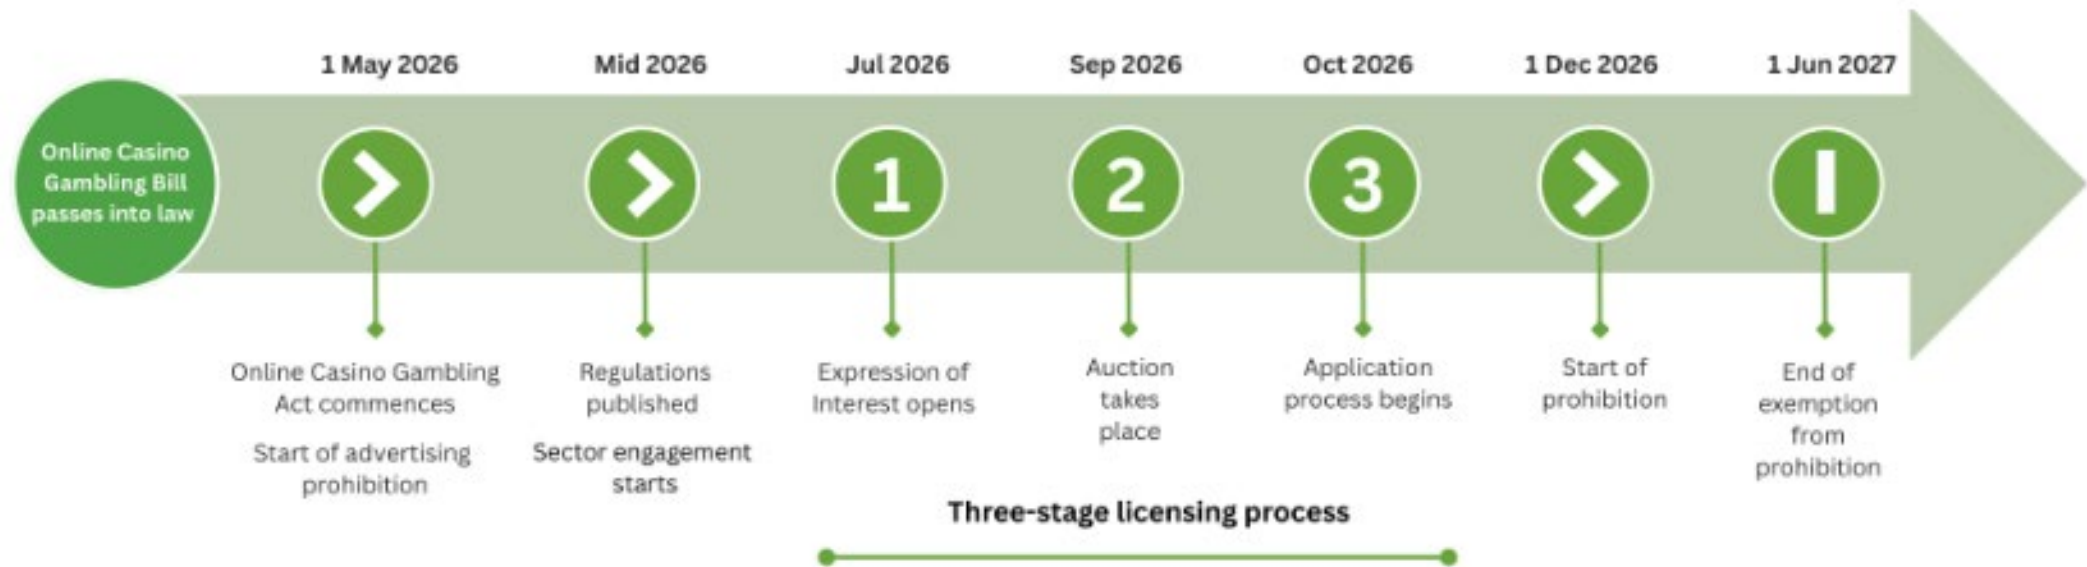 Online Casino
Gambling Bill
passes into law
1 May 2026
Online Casino Gambling
Act commences
Start of advertising
prohibition
Mid 2026
Regulations
published
Sector engagement
starts
Jul 2026
1
Expression of
Interest opens
Sep 2026
2
Auction
takes
place
Oct 2026
3
Application
process begins
1 Dec 2026
Start of
prohibition
1 Jun 2027
End of
exemption
from
prohibition
Three-stage licensing process